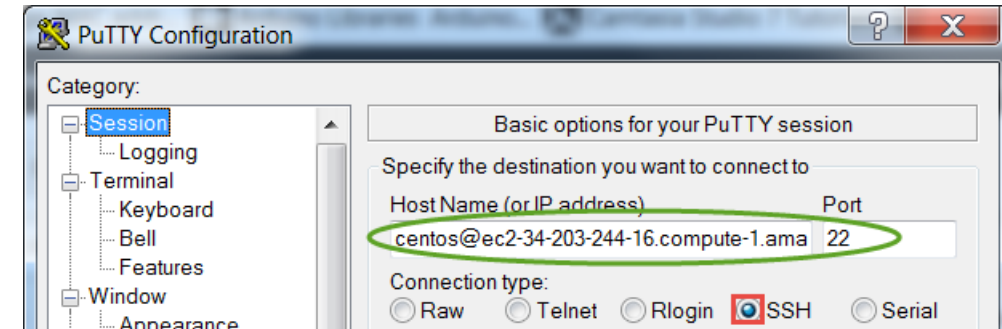 PuTTY Configuration
Category:
Session
Logging
Terminal
Keyboard
Bell
Features
Window
Appearance
Basic options for your PuTTY session
Specify the destination you want to connect to
Host Name (or IP address) Port
centos@ec2-34-203-244-16.compute-1.ama 22
Connection type:
Raw Telnet Rlogin SSH Serial